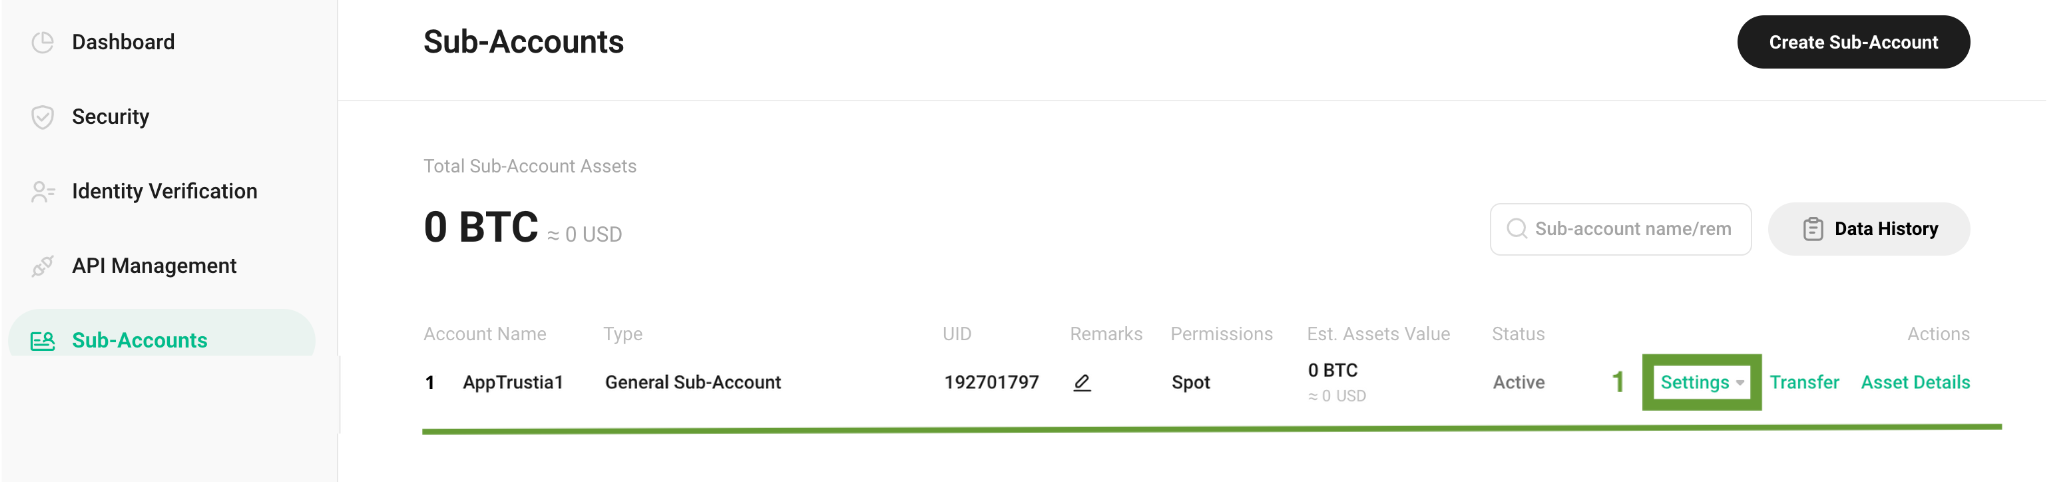 Dashboard
Security
Identity Verification
API Management
Sub-Accounts
Sub-Accounts
Create Sub-Account
Total Sub-Account Assets
0 BTC ≈ 0 USD
Sub-account name/rem
Data History
Account Name Type UID Remarks Permissions Est. Assets Value Status Actions
1 AppTrustia1 General Sub-Account 192701797 Spot 0 BTC Active 1 Settings Transfer Asset Details
≈ 0 USD